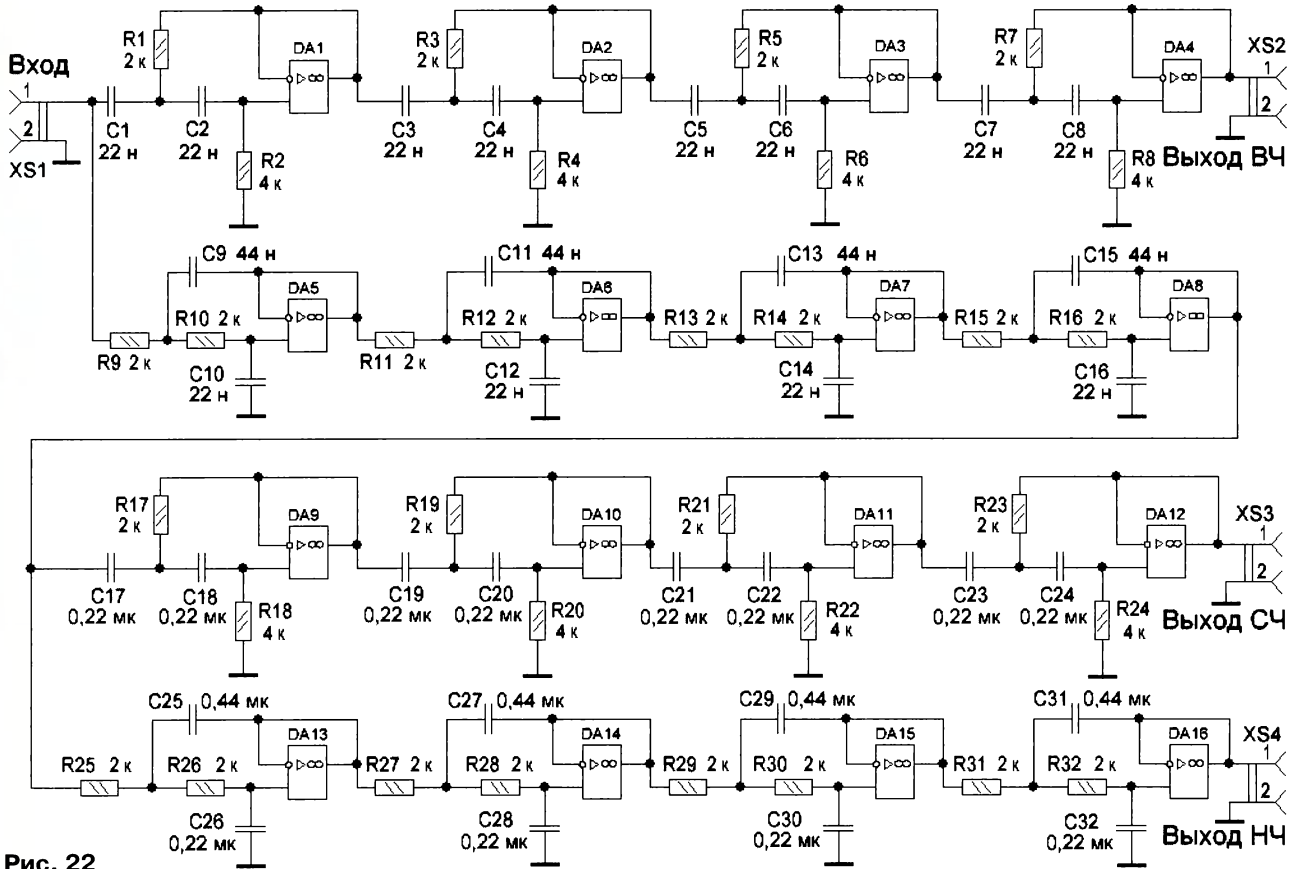 R1
2 к
DA1
R3
2 к
DA2
R5
2 к
DA3
R7
2 к
DA4
XS2
Вход
1
2
XS1
C1
22 н
C2
22 н
R2
4 к
C3
22 н
C4
22 н
R4
4 к
C5
22 н
C6
22 н
R6
4 к
C7
22 н
C8
22 н
R8
4 к
1
2
Выход ВЧ
C9 44 н
DA5
C11 44 н
DA6
C13 44 н
DA7
C15 44 н
DA8
R9 2 к
R10 2 к
C10
22 н
R11 2 к
R12 2 к
C12
22 н
R13 2 к
R14 2 к
C14
22 н
R15 2 к
R16 2 к
C16
22 н
R17
2 к
DA9
R19
2 к
DA10
R21
2 к
DA11
R23
2 к
DA12
XS3
1
2
C17
0,22 мк
C18
0,22 мк
R18
4 к
C19
0,22 мк
C20
0,22 мк
R20
4 к
C21
0,22 мк
C22
0,22 мк
R22
4 к
C23
0,22 мк
C24
0,22 мк
R24
4 к
Выход СЧ
C25 0,44 мк
DA13
C27 0,44 мк
DA14
C29 0,44 мк
DA15
C31 0,44 мк
DA16
XS4
1
2
R25 2 к
R26 2 к
C26
0,22 мк
R27 2 к
R28 2 к
C28
0,22 мк
R29 2 к
R30 2 к
C30
0,22 мк
R31 2 к
R32 2 к
C32
0,22 мк
Выход НЧ
Рис. 22